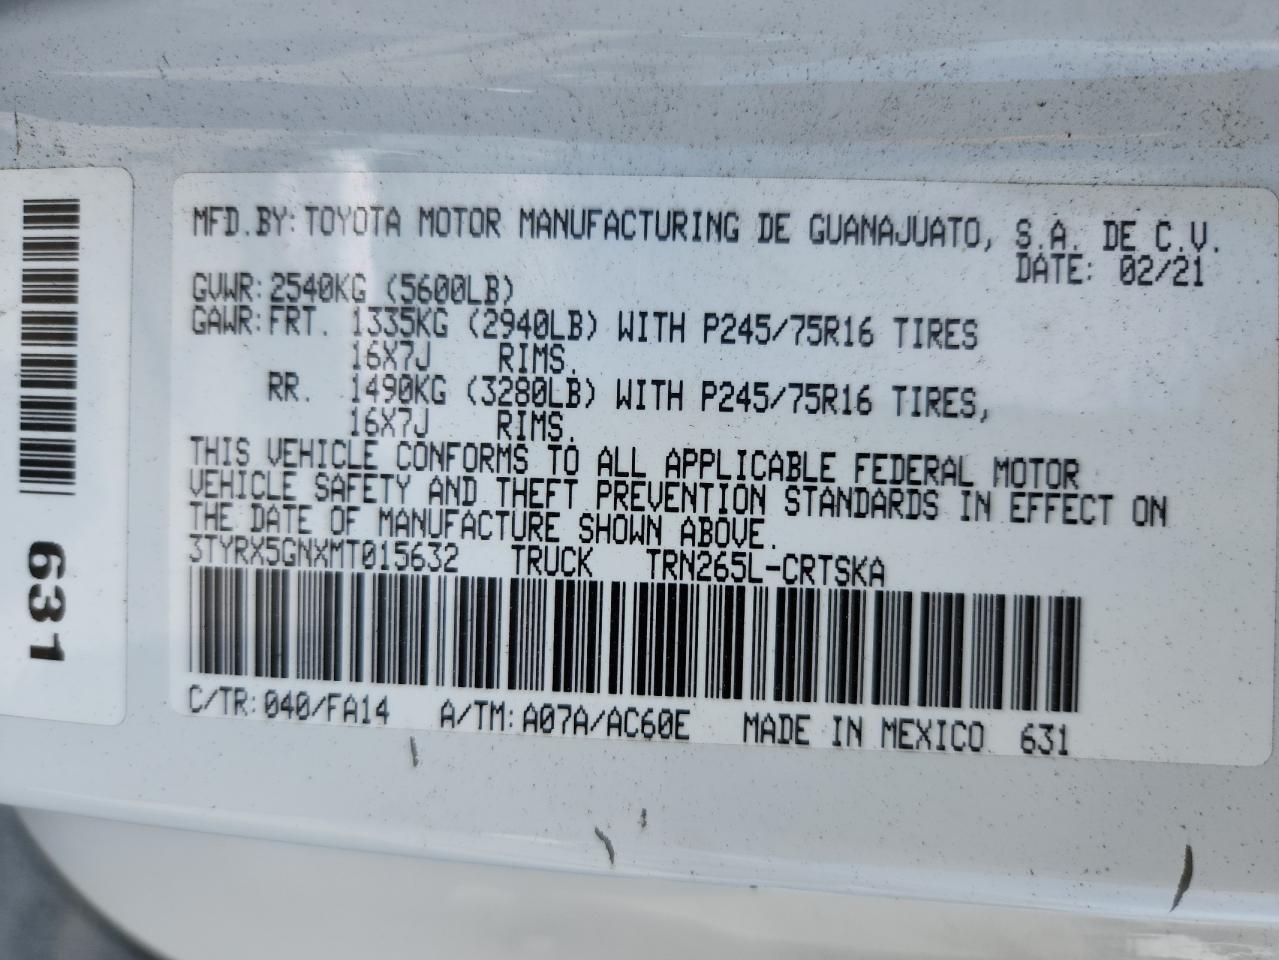 MFD.BY: TOYOTA MOTOR MANUFACTURING DE GUANAJUATO, S.A. DE C.V.
DATE: 02/21
GVWR: 2540KG (5600LB)
GAWR: FRT. 1335KG (2940LB) WITH P245/75R16 TIRES
16X7J RIMS.
RR. 1490KG (3280LB) WITH P245/75R16 TIRES,
16X7J RIMS.
THIS VEHICLE CONFORMS TO ALL APPLICABLE FEDERAL MOTOR
VEHICLE SAFETY AND THEFT PREVENTION STANDARDS IN EFFECT ON
THE DATE OF MANUFACTURE SHOWN ABOVE.
3TYRX5GNXMT015632 TRUCK TRN265L-CRTSKA
C/TR: 040/FA14 A/TM: A07A/AC60E MADE IN MEXICO 631
631